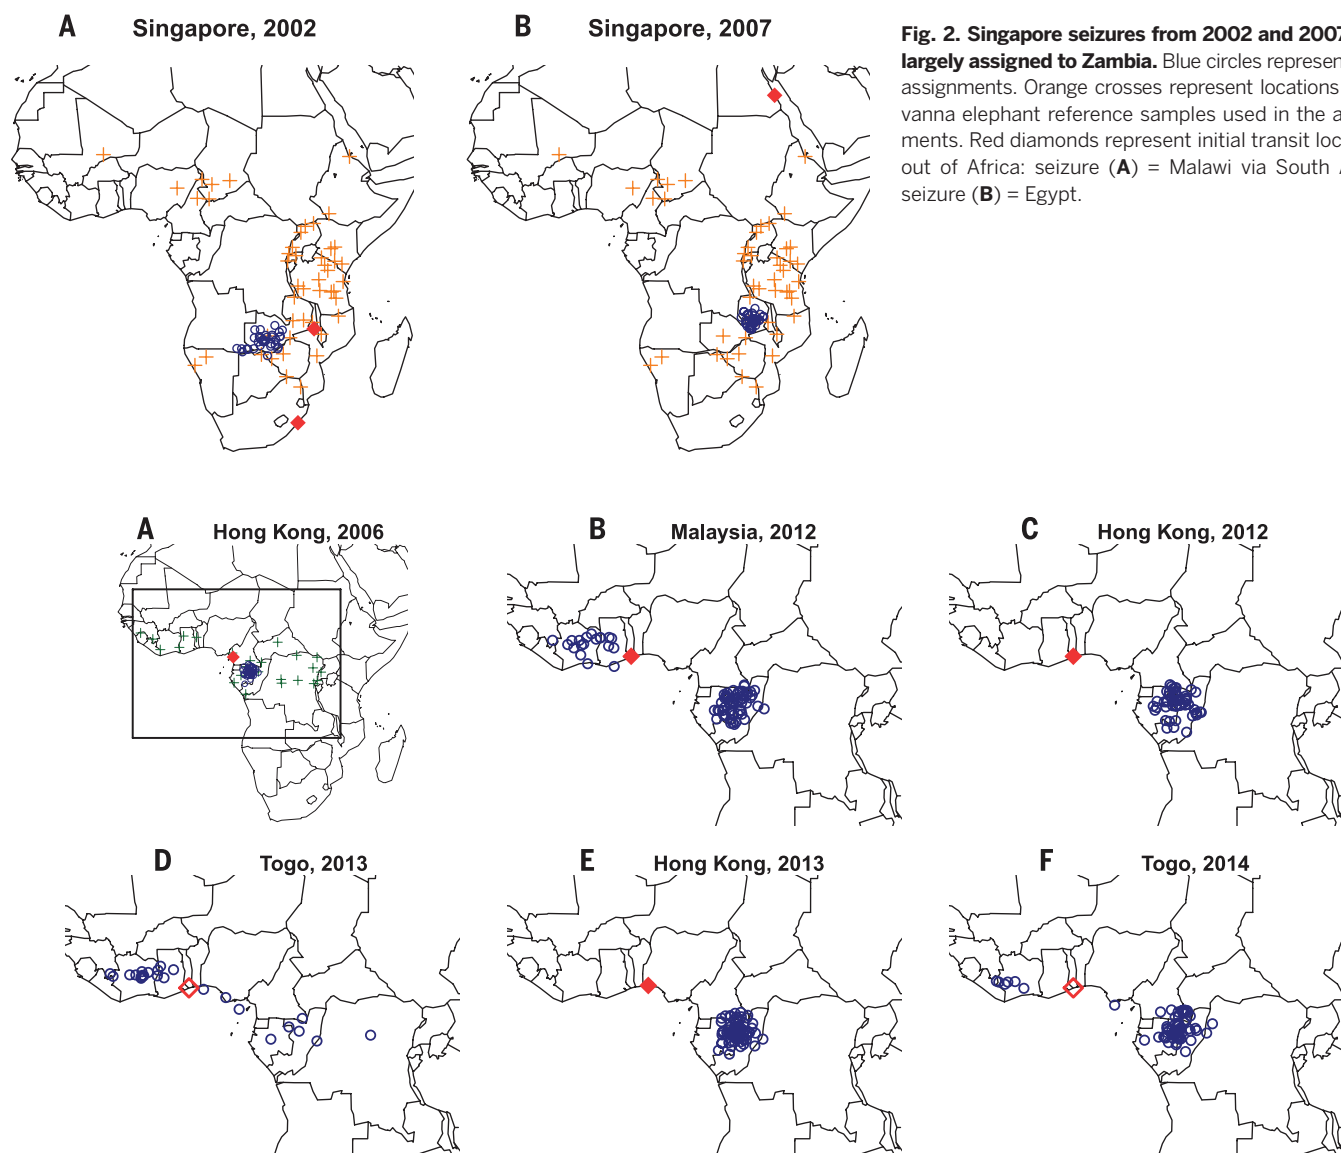 A Singapore, 2002
B Singapore, 2007
Fig. 2. Singapore seizures from 2002 and 2007
largely assigned to Zambia. Blue circles represen
assignments. Orange crosses represent locations
vanna elephant reference samples used in the a
ments. Red diamonds represent initial transit loc
out of Africa: seizure (A) = Malawi via South A
seizure (B) = Egypt.
A Hong Kong, 2006
B Malaysia, 2012
C Hong Kong, 2012
D Togo, 2013
E Hong Kong, 2013
F Togo, 2014